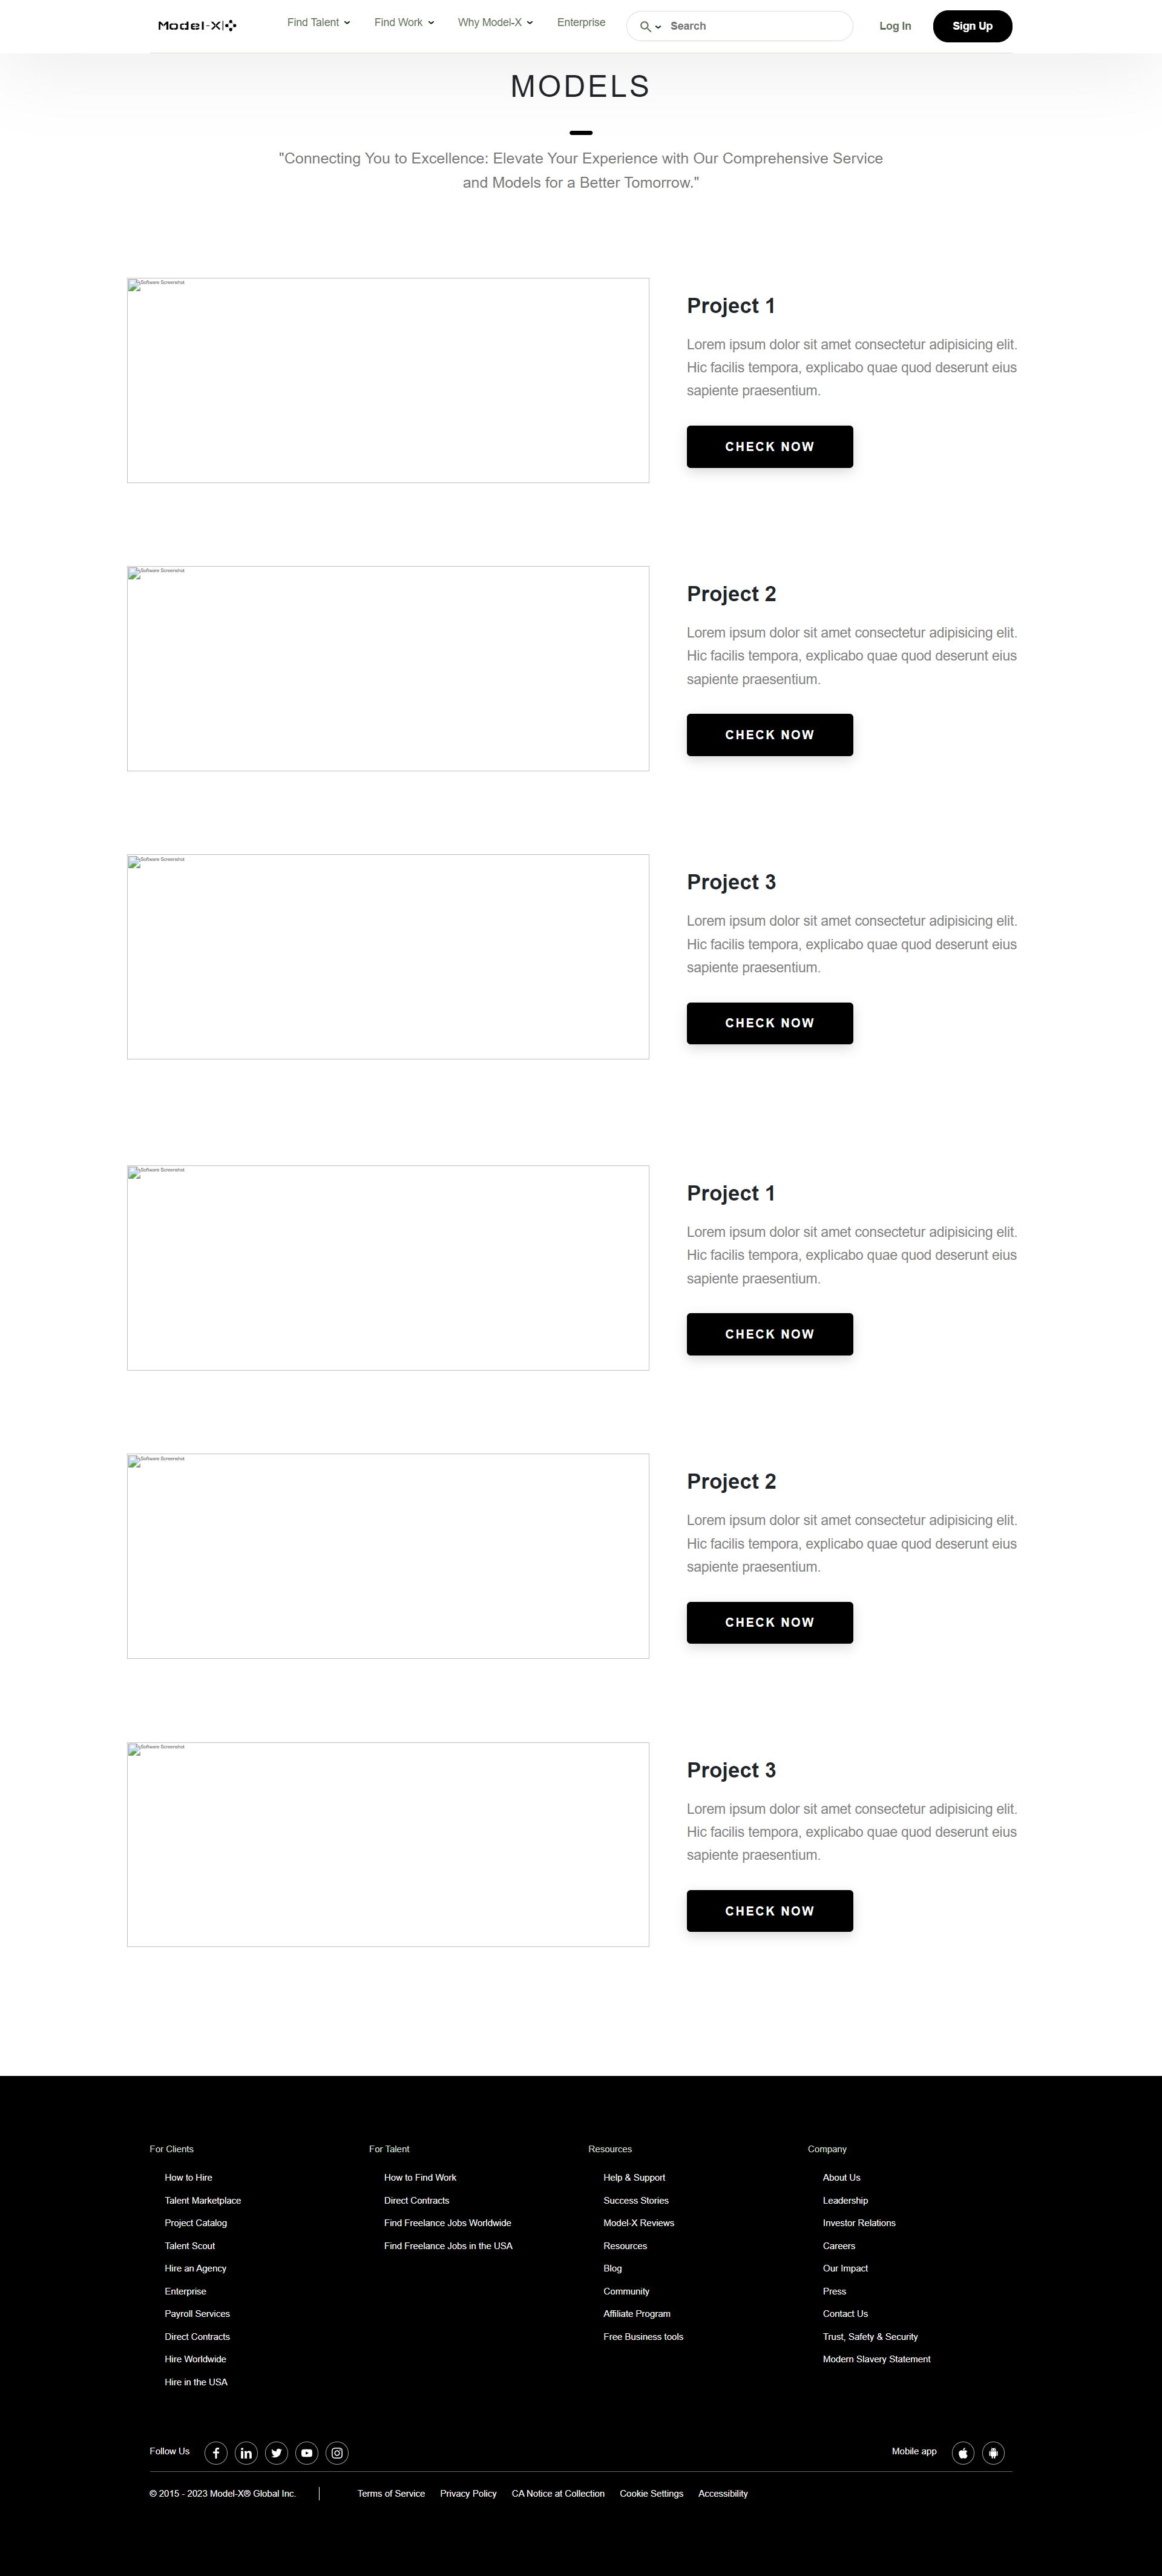 Model-X
Find Talent
Find Work
Why Model-X
Enterprise
Search
Log In
Sign Up
MODELS
"Connecting You to Excellence: Elevate Your Experience with Our Comprehensive Service
and Models for a Better Tomorrow."
Software Screenshot
Project 1
Lorem ipsum dolor sit amet consectetur adipisicing elit.
Hic facilis tempora, explicabo quae quod deserunt eius
sapiente praesentium.
CHECK NOW
Software Screenshot
Project 2
Lorem ipsum dolor sit amet consectetur adipisicing elit.
Hic facilis tempora, explicabo quae quod deserunt eius
sapiente praesentium.
CHECK NOW
Software Screenshot
Project 3
Lorem ipsum dolor sit amet consectetur adipisicing elit.
Hic facilis tempora, explicabo quae quod deserunt eius
sapiente praesentium.
CHECK NOW
Software Screenshot
Project 1
Lorem ipsum dolor sit amet consectetur adipisicing elit.
Hic facilis tempora, explicabo quae quod deserunt eius
sapiente praesentium.
CHECK NOW
Software Screenshot
Project 2
Lorem ipsum dolor sit amet consectetur adipisicing elit.
Hic facilis tempora, explicabo quae quod deserunt eius
sapiente praesentium.
CHECK NOW
Software Screenshot
Project 3
Lorem ipsum dolor sit amet consectetur adipisicing elit.
Hic facilis tempora, explicabo quae quod deserunt eius
sapiente praesentium.
CHECK NOW
For Clients
How to Hire
Talent Marketplace
Project Catalog
Talent Scout
Hire an Agency
Enterprise
Payroll Services
Direct Contracts
Hire Worldwide
Hire in the USA
For Talent
How to Find Work
Direct Contracts
Find Freelance Jobs Worldwide
Find Freelance Jobs in the USA
Resources
Help & Support
Success Stories
Model-X Reviews
Resources
Blog
Community
Affiliate Program
Free Business tools
Company
About Us
Leadership
Investor Relations
Careers
Our Impact
Press
Contact Us
Trust, Safety & Security
Modern Slavery Statement
Follow Us
Mobile app
© 2015 - 2023 Model-X® Global Inc.
Terms of Service
Privacy Policy
CA Notice at Collection
Cookie Settings
Accessibility